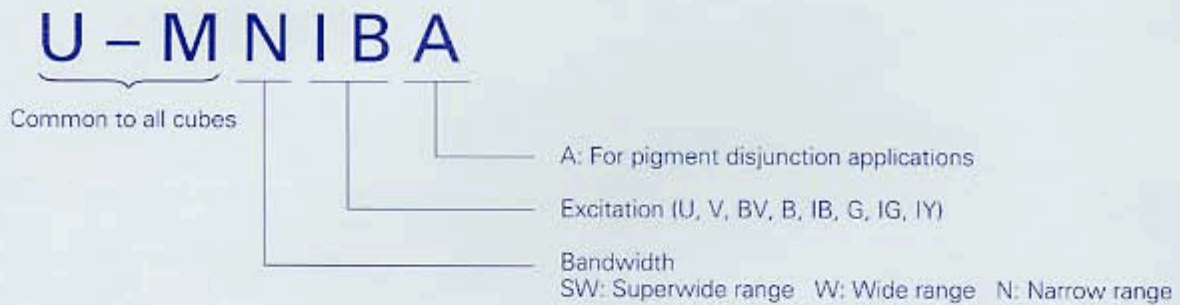 U – M N I B A
Common to all cubes
A: For pigment disjunction applications
Excitation (U, V, BV, B, IB, G, IG, IY)
Bandwidth
SW: Superwide range W: Wide range N: Narrow range